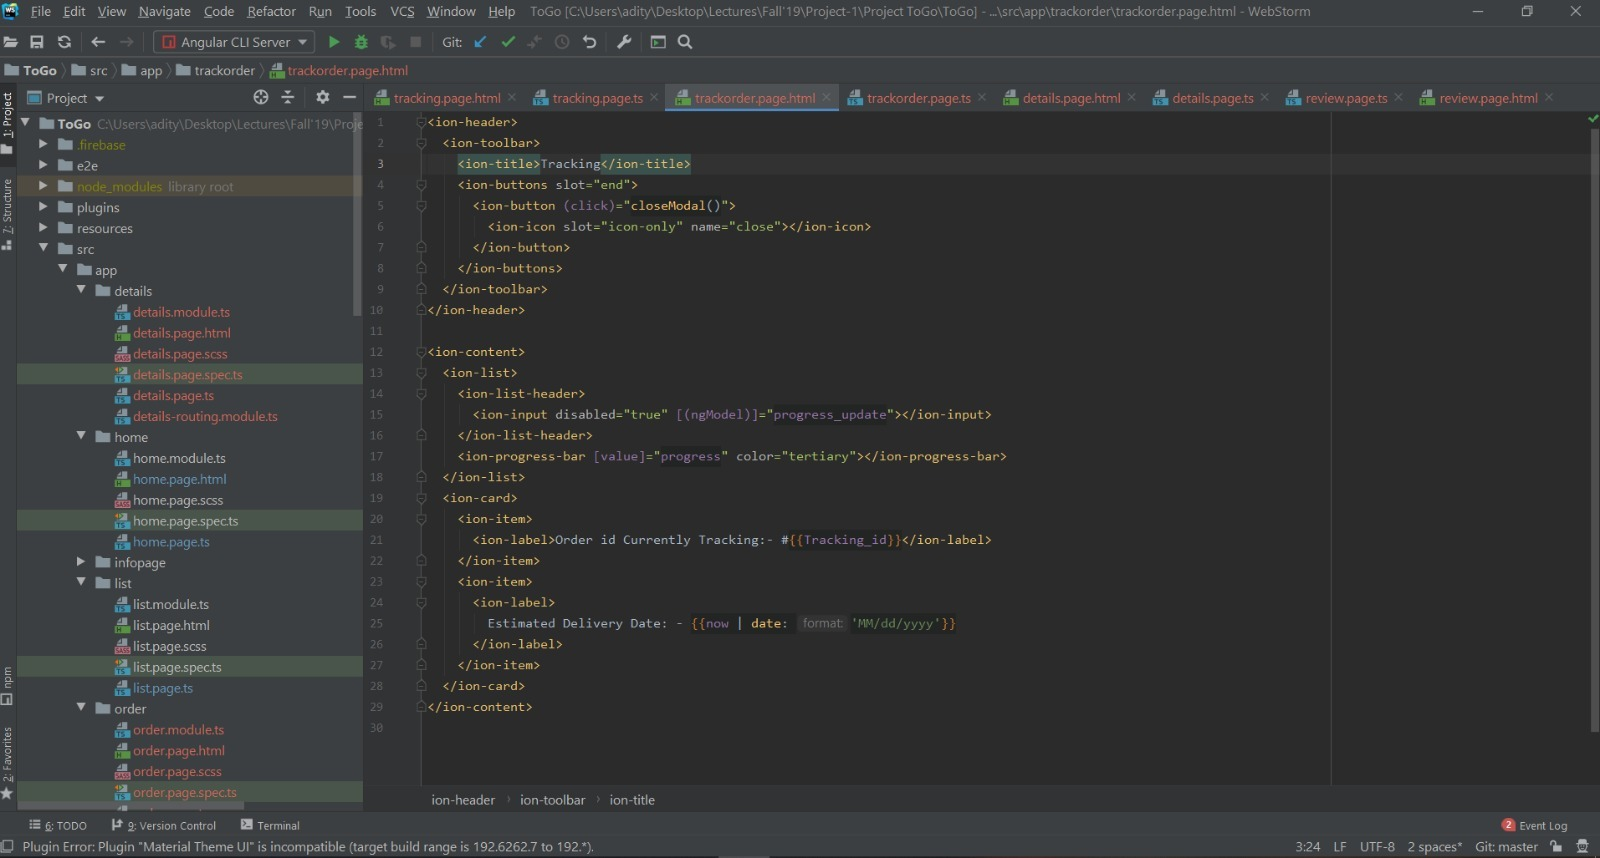 File Edit View Navigate Code Refactor Run Tools VCS Window Help ToGo [C:\Users\adity\Desktop\Lectures\Fall'19\Project-1\Project ToGo\ToGo] - ...\src\app\trackorder\trackorder.page.html - WebStorm
Angular CLI Server Git:
ToGo src app trackorder trackorder.page.html
Project tracking.page.html tracking.page.ts trackorder.page.html trackorder.page.ts details.page.html details.page.ts review.page.ts review.page.html
1: Project
7: Structure
npm
2: Favorites
ToGo C:\Users\adity\Desktop\Lectures\Fall'19\Proje
.firebase
e2e
node_modules library root
plugins
resources
src
app
details
details.module.ts
details.page.html
details.page.scss
details.page.spec.ts
details.page.ts
details-routing.module.ts
home
home.module.ts
home.page.html
home.page.scss
home.page.spec.ts
home.page.ts
infopage
list
list.module.ts
list.page.html
list.page.scss
list.page.spec.ts
list.page.ts
order
order.module.ts
order.page.html
order.page.scss
order.page.spec.ts
1 <ion-header>
2 <ion-toolbar>
3 <ion-title>Tracking</ion-title>
4 <ion-buttons slot="end">
5 <ion-button (click)="closeModal()">
6 <ion-icon slot="icon-only" name="close"></ion-icon>
7 </ion-button>
8 </ion-buttons>
9 </ion-toolbar>
10 </ion-header>
11
12 <ion-content>
13 <ion-list>
14 <ion-list-header>
15 <ion-input disabled="true" [(ngModel)]="progress_update"></ion-input>
16 </ion-list-header>
17 <ion-progress-bar [value]="progress" color="tertiary"></ion-progress-bar>
18 </ion-list>
19 <ion-card>
20 <ion-item>
21 <ion-label>Order id Currently Tracking:- #{{Tracking_id}}</ion-label>
22 </ion-item>
23 <ion-item>
24 <ion-label>
25 Estimated Delivery Date: - {{now | date: format: 'MM/dd/yyyy'}}
26 </ion-label>
27 </ion-item>
28 </ion-card>
29 </ion-content>
30
ion-header ion-toolbar ion-title
6: TODO 9: Version Control Terminal 2 Event Log
Plugin Error: Plugin "Material Theme UI" is incompatible (target build range is 192.6262.7 to 192.*). 3:24 LF UTF-8 2 spaces* Git: master